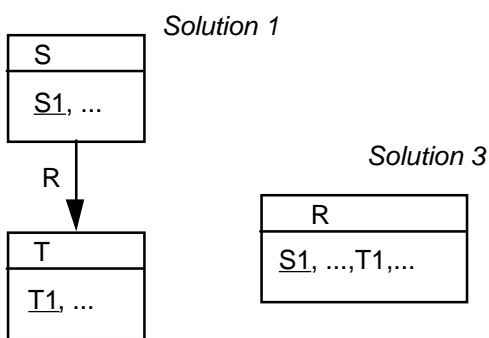 Solution 1
S
S1, ...
R
T
T1, ...
Solution 3
R
S1, ...,T1,...